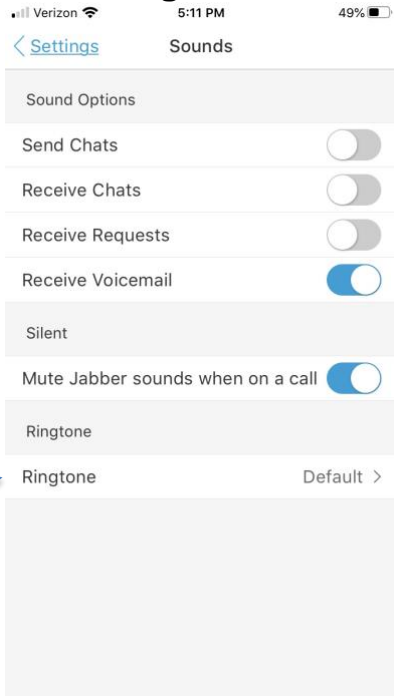 Verizon 5:11 PM 49%
Settings Sounds
Sound Options
Send Chats
Receive Chats
Receive Requests
Receive Voicemail
Silent
Mute Jabber sounds when on a call
Ringtone
Ringtone Default >